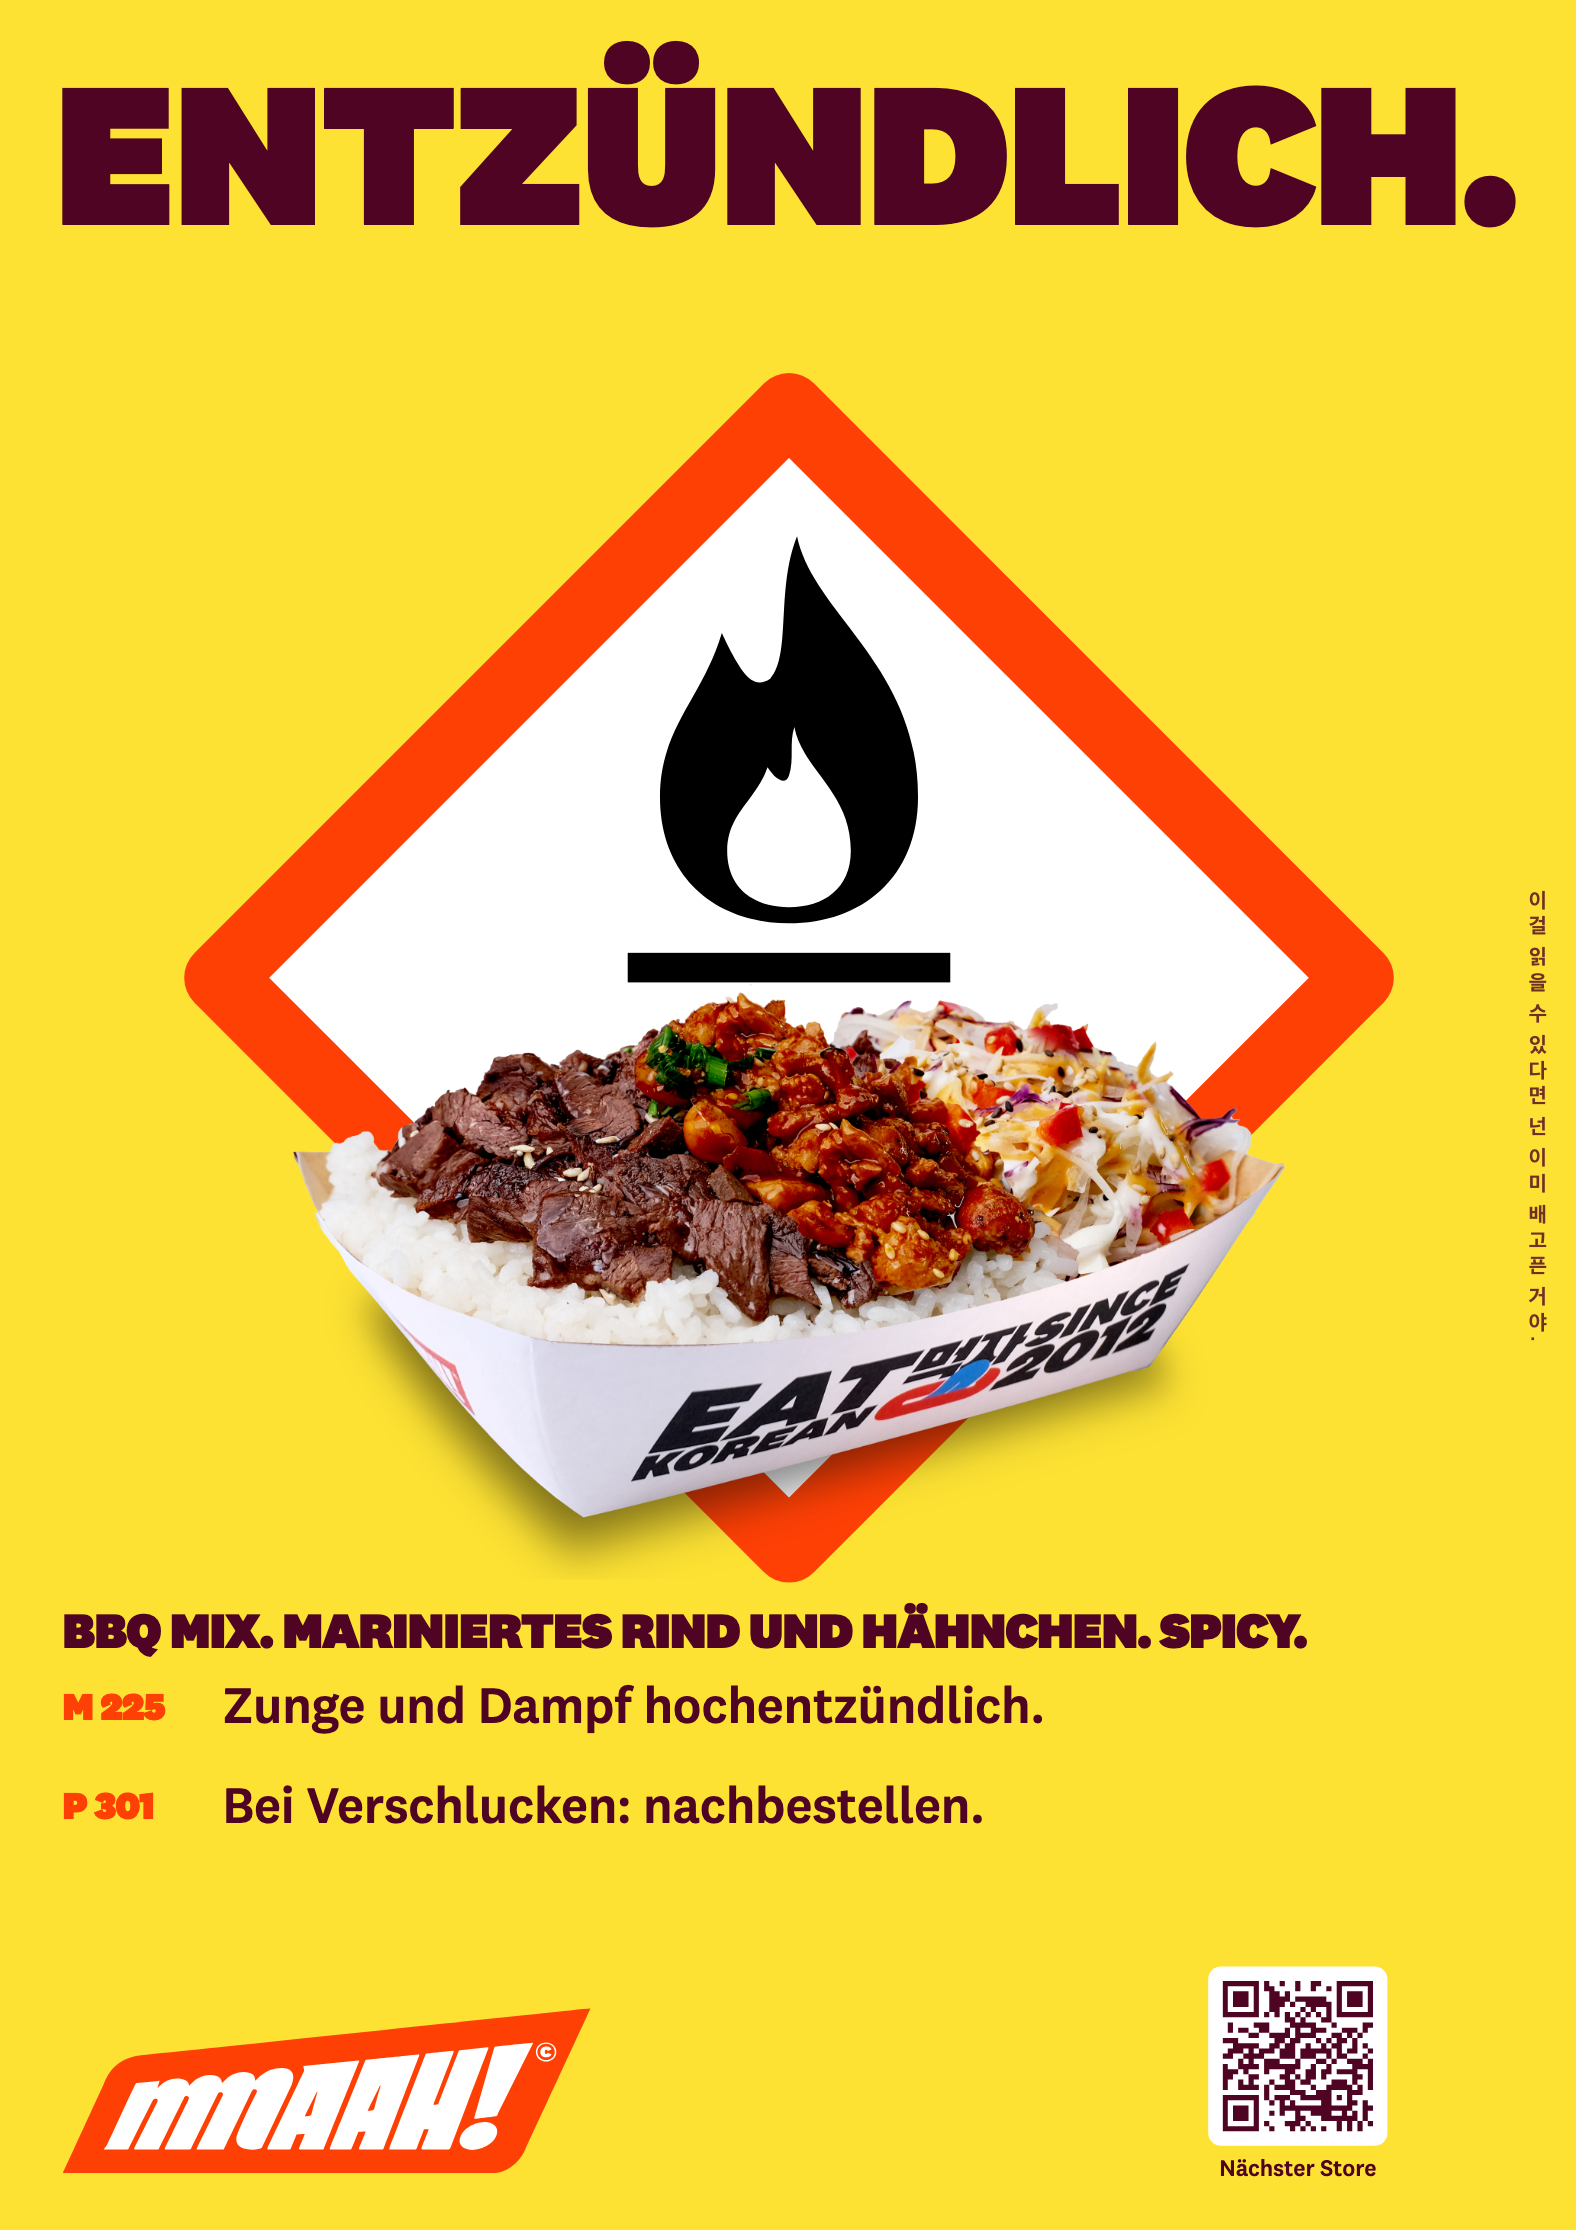 ENTZÜNDLICH.
이걸 읽을 수 있다면 넌 이미 배고픈 거야.
EAT 먹자 SINCE
KOREAN 2012
BBQ MIX. MARINIERTES RIND UND HÄHNCHEN. SPICY.
M 225 Zunge und Dampf hochentzündlich.
P 301 Bei Verschlucken: nachbestellen.
mmAAH!©
Nächster Store